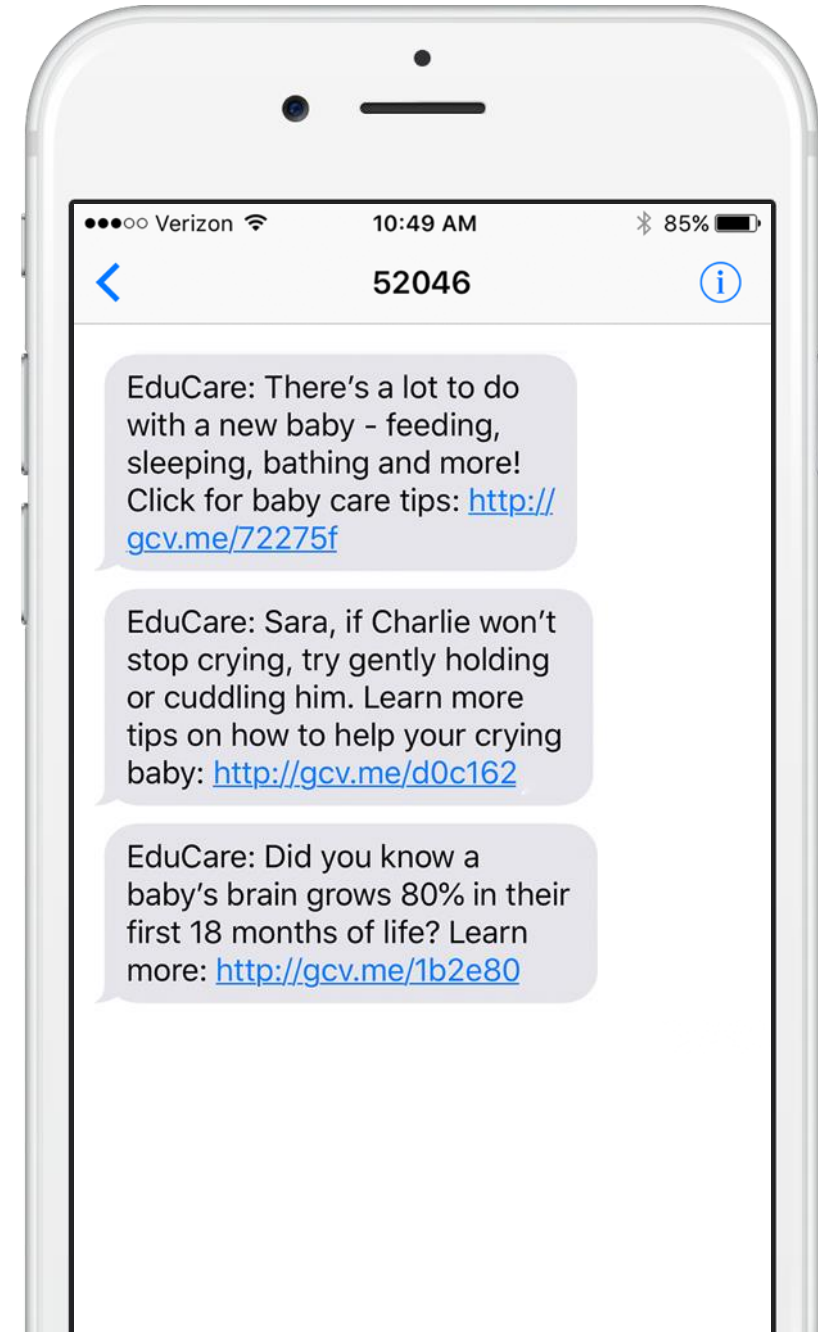 ●●●○○ Verizon 10:49 AM 85%
52046
EduCare: There’s a lot to do
with a new baby - feeding,
sleeping, bathing and more!
Click for baby care tips: http://
gcv.me/72275f
EduCare: Sara, if Charlie won’t
stop crying, try gently holding
or cuddling him. Learn more
tips on how to help your crying
baby: http://gcv.me/d0c162
EduCare: Did you know a
baby’s brain grows 80% in their
first 18 months of life? Learn
more: http://gcv.me/1b2e80